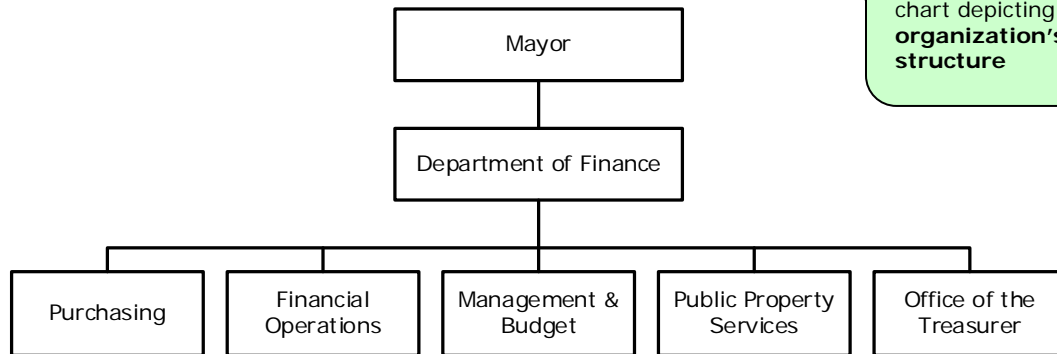 chart depicting
organization's
structure
Mayor
Department of Finance
Purchasing
Financial
Operations
Management &
Budget
Public Property
Services
Office of the
Treasurer